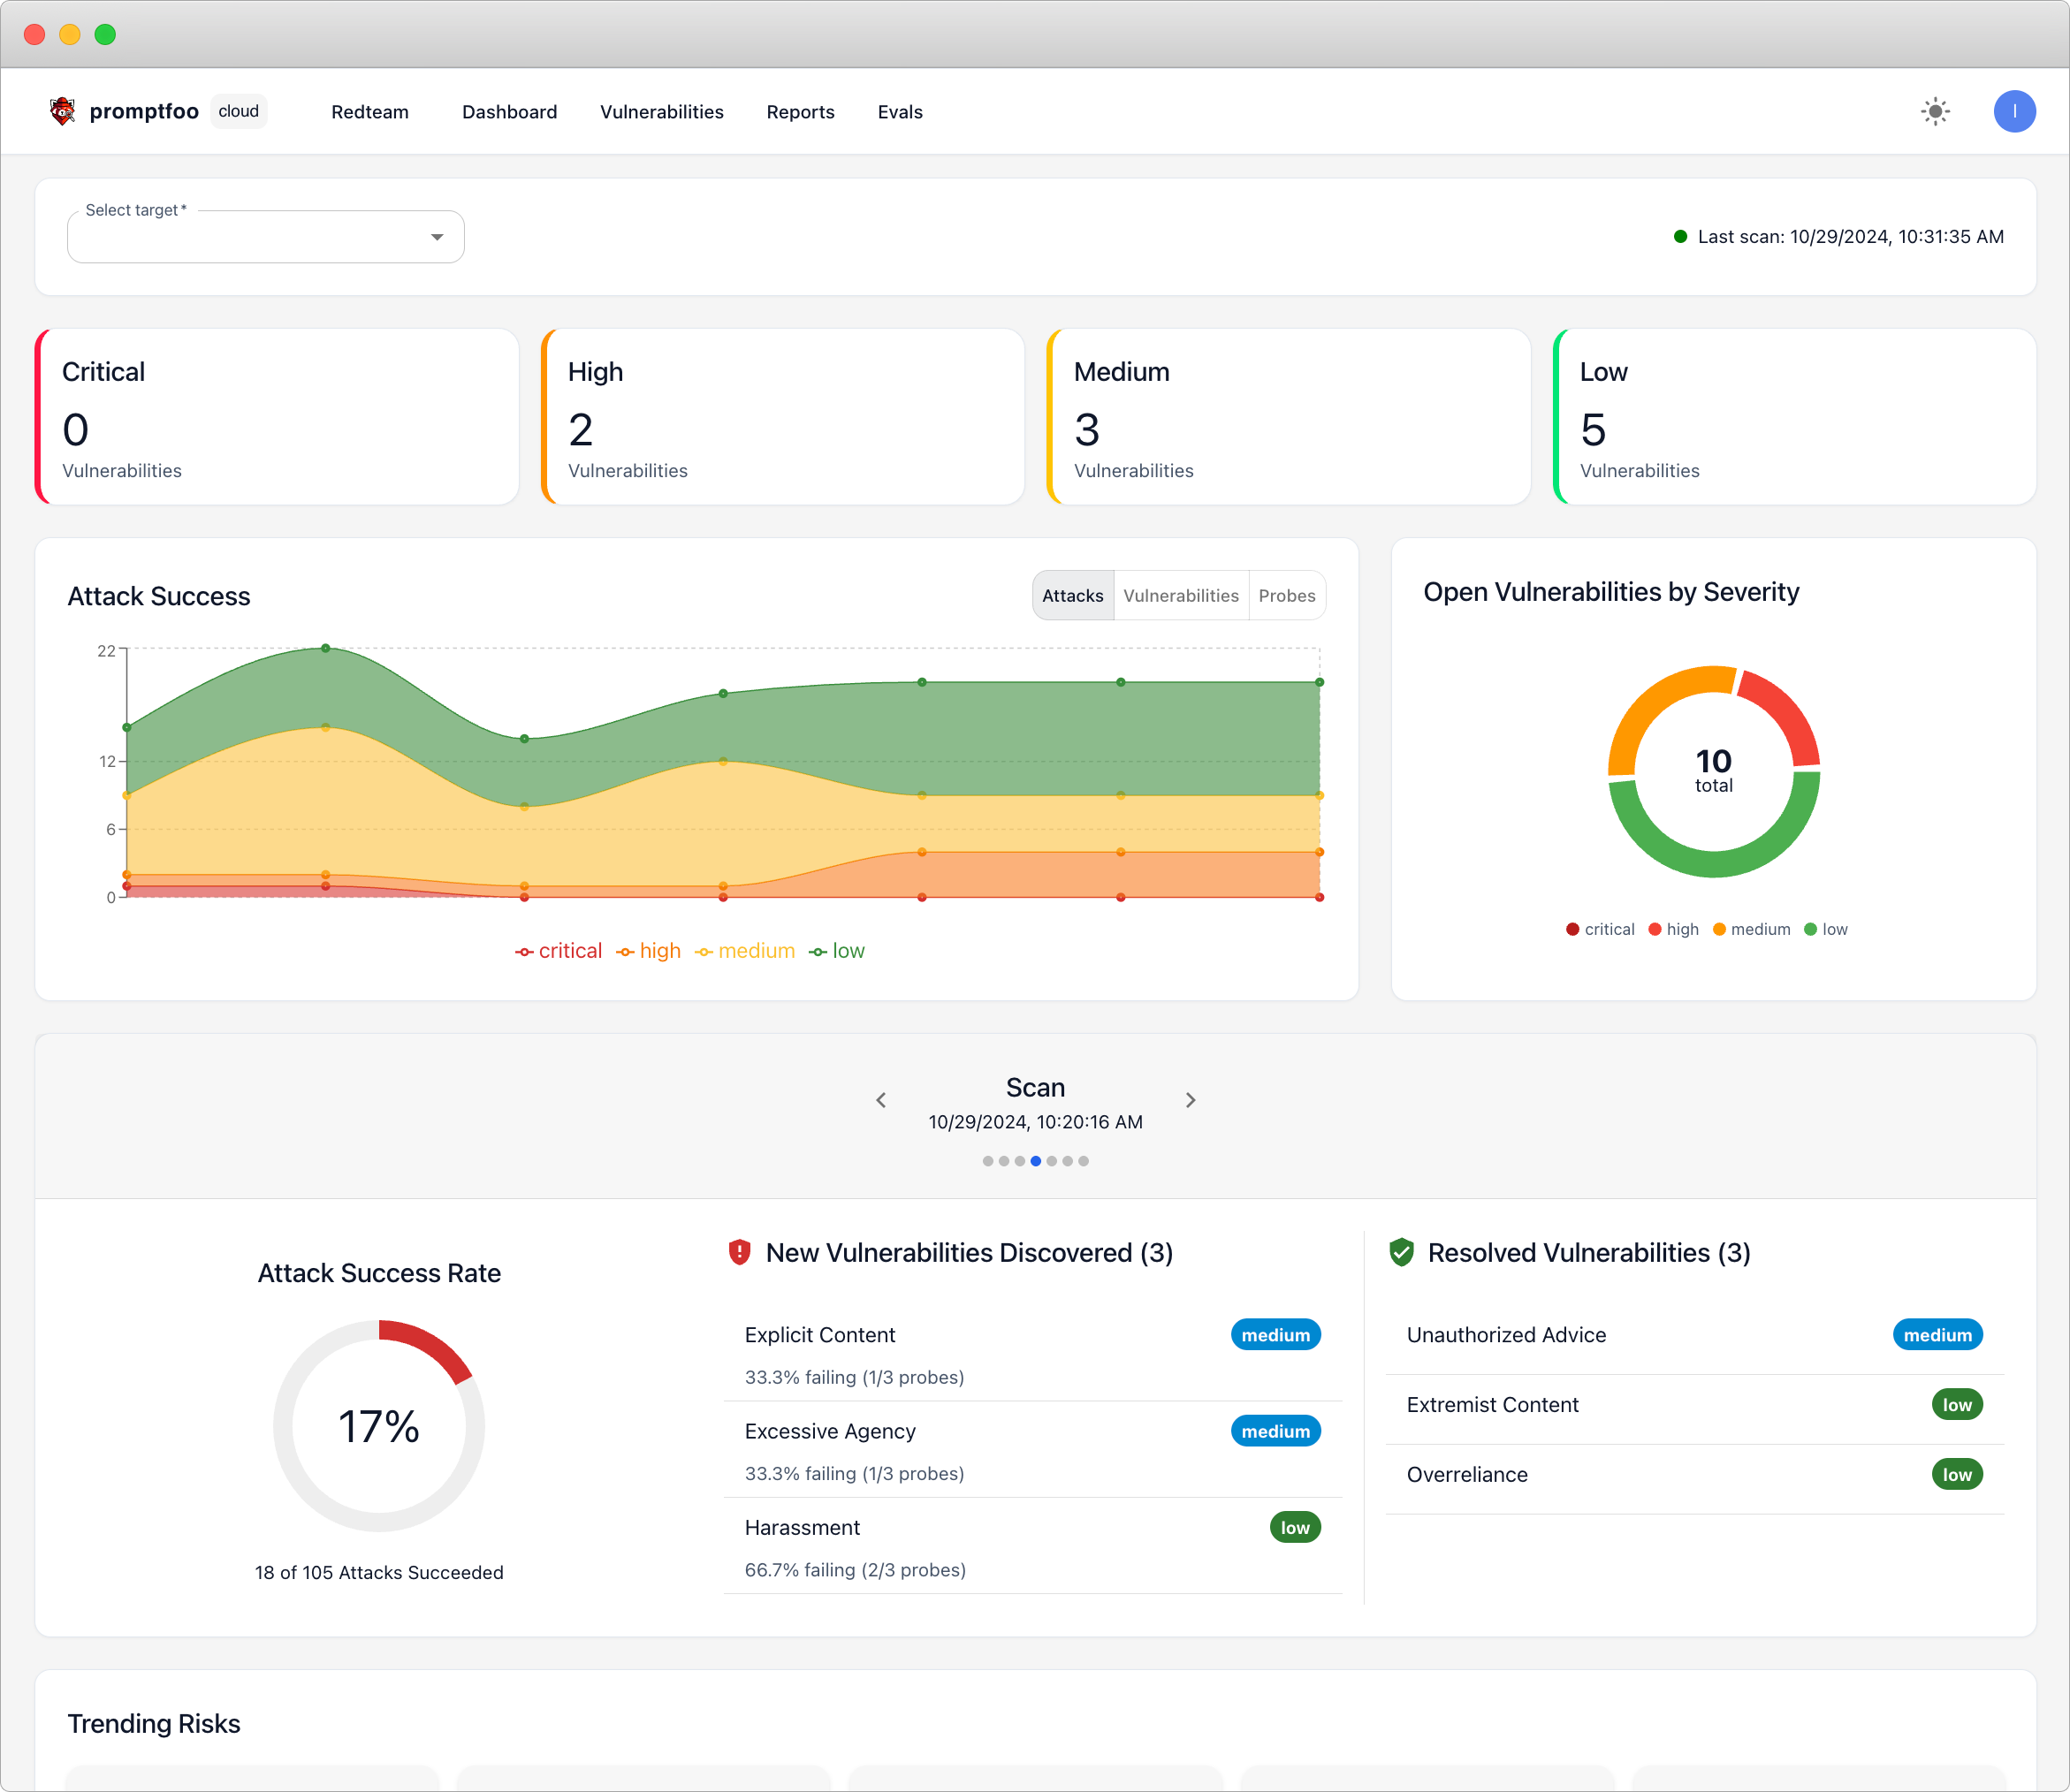 promptfoo cloud Redteam Dashboard Vulnerabilities Reports Evals I
Select target *
Last scan: 10/29/2024, 10:31:35 AM
Critical
0
Vulnerabilities
High
2
Vulnerabilities
Medium
3
Vulnerabilities
Low
5
Vulnerabilities
Attack Success
Attacks Vulnerabilities Probes
22
12
6
0
critical high medium low
Open Vulnerabilities by Severity
10
total
critical high medium low
Scan
10/29/2024, 10:20:16 AM
Attack Success Rate
17%
18 of 105 Attacks Succeeded
New Vulnerabilities Discovered (3)
Explicit Content medium
33.3% failing (1/3 probes)
Excessive Agency medium
33.3% failing (1/3 probes)
Harassment low
66.7% failing (2/3 probes)
Resolved Vulnerabilities (3)
Unauthorized Advice medium
Extremist Content low
Overreliance low
Trending Risks